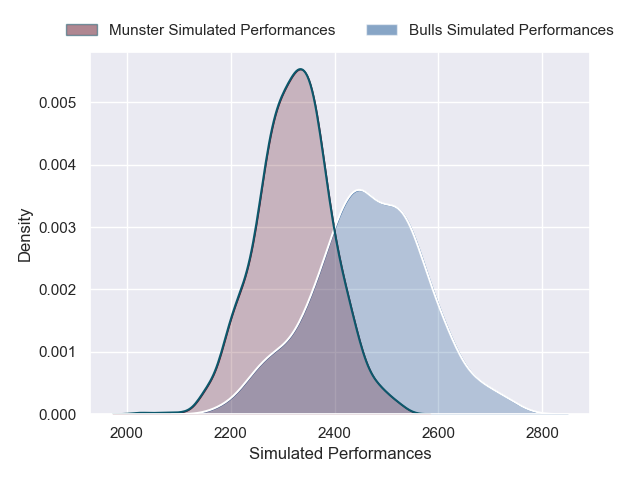 Munster Simulated Performances Bulls Simulated Performances
0.005
0.004
0.003
0.002
0.001
0.000
Density
2000 2200 2400 2600 2800
Simulated Performances